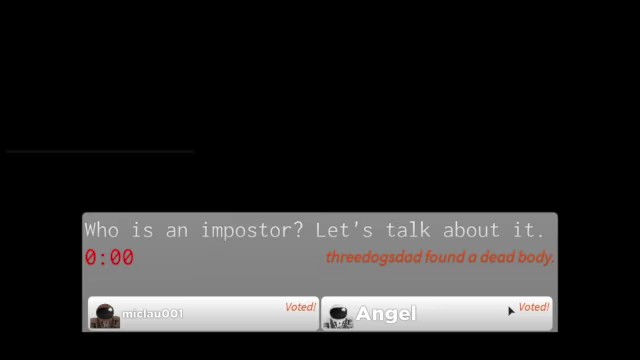 Who is an impostor? Let's talk about it.
0:00
threedogsdad found a dead body.
miclau001
Voted!
Angel
Voted!